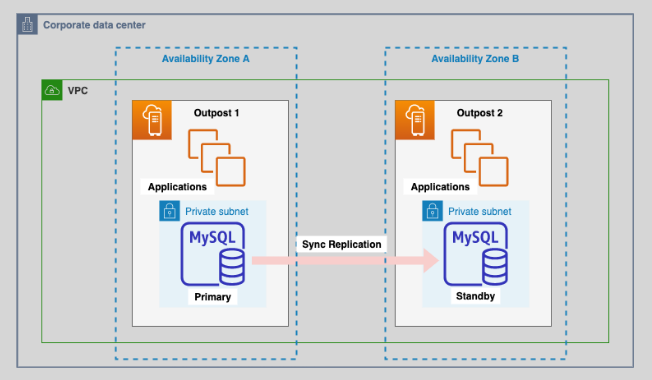 Corporate data center
Availability Zone A
Availability Zone B
VPC
Outpost 1
Outpost 2
Applications
Applications
Private subnet
Private subnet
MySQL
MySQL
Sync Replication
Primary
Standby